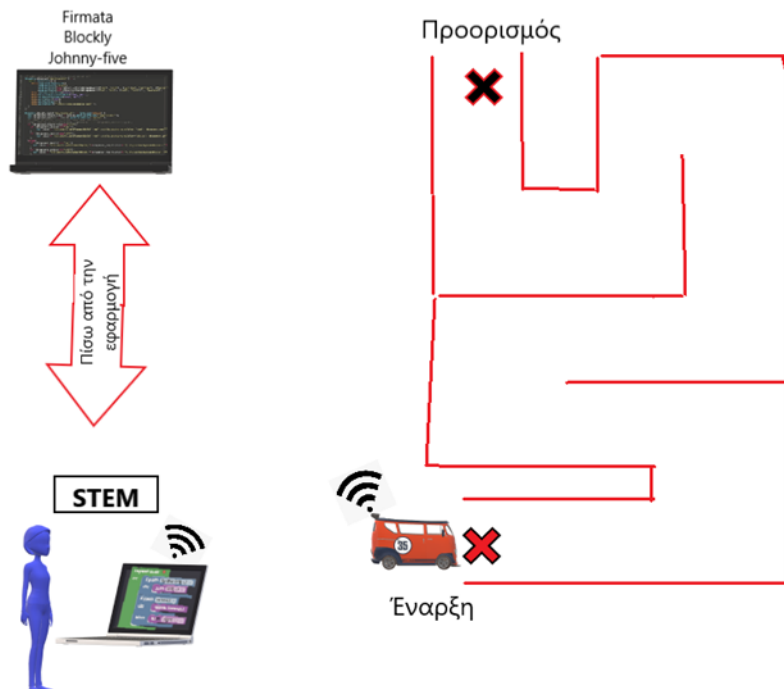 Firmata
Blockly
Johnny-five
Προορισμός
Πίσω από την
εφαρμογή
STEM
35
Έναρξη